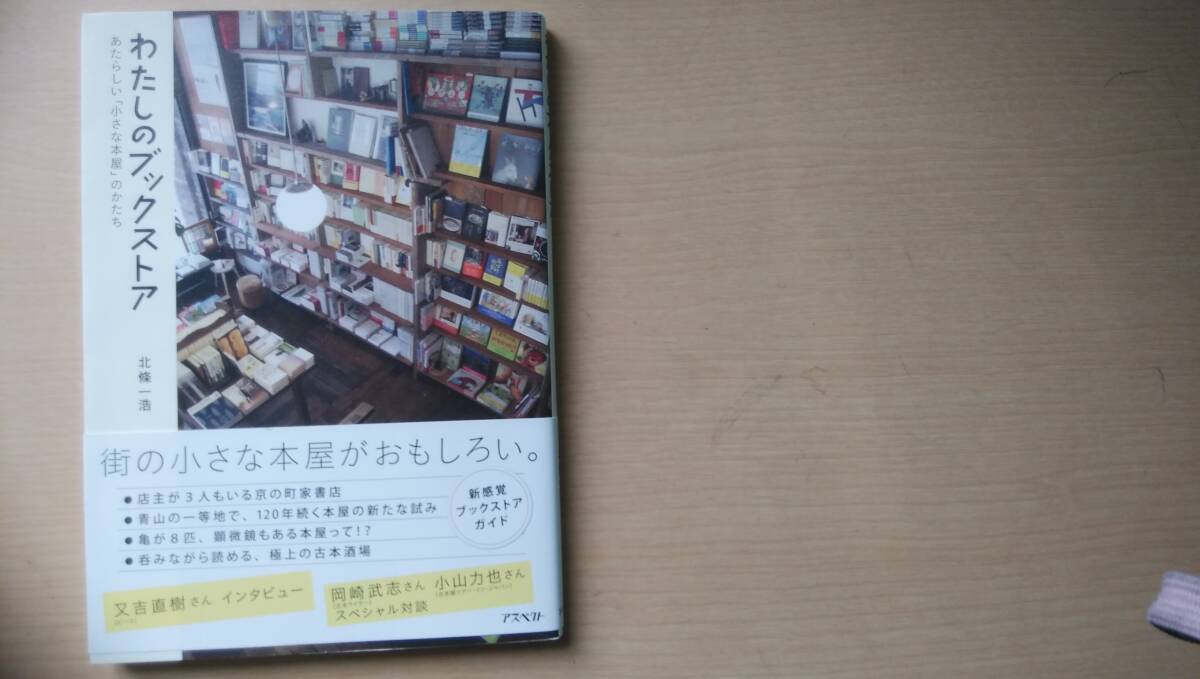 わたしのブックストア
あたらしい「小さな本屋」のかたち
北條一浩
街の小さな本屋がおもしろい。
●店主が3人もいる京の町家書店
●青山の一等地で、120年続く本屋の新たな試み
●亀が8匹、顕微鏡もある本屋って!?
●呑みながら読める、極上の古本酒場
新感覚
ブックストア
ガイド
又吉直樹さん インタビュー
岡崎武志さん 小山力也さん
スペシャル対談
アスペクト